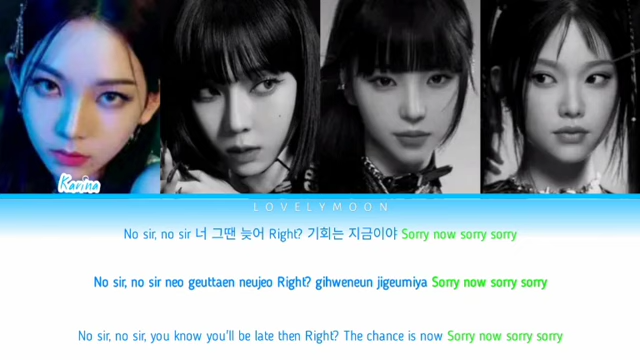 Karina
LOVELYMOON
No sir, no sir 너 그땐 늦어 Right? 기회는 지금이야 Sorry now sorry sorry
No sir, no sir neo geuttaen neujeo Right? gihweneun jigeumiya Sorry now sorry sorry
No sir, no sir, you know you'll be late then Right? The chance is now Sorry now sorry sorry